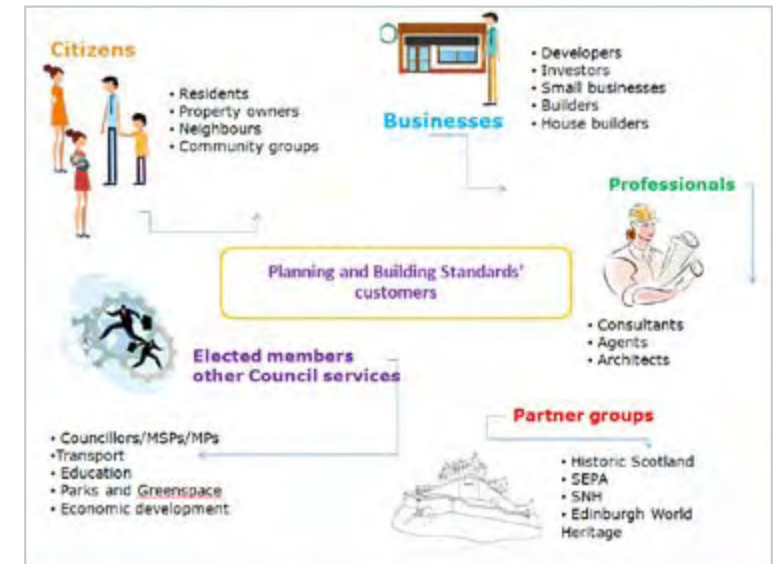 Citizens
• Residents
• Property owners
• Neighbours
• Community groups
Businesses
• Developers
• Investors
• Small businesses
• Builders
• House builders
Professionals
• Consultants
• Agents
• Architects
Planning and Building Standards'
customers
Elected members
other Council services
• Councillors/MSPs/MPs
•Transport
• Education
• Parks and Greenspace
• Economic development
Partner groups
• Historic Scotland
• SEPA
• SNH
• Edinburgh World
Heritage